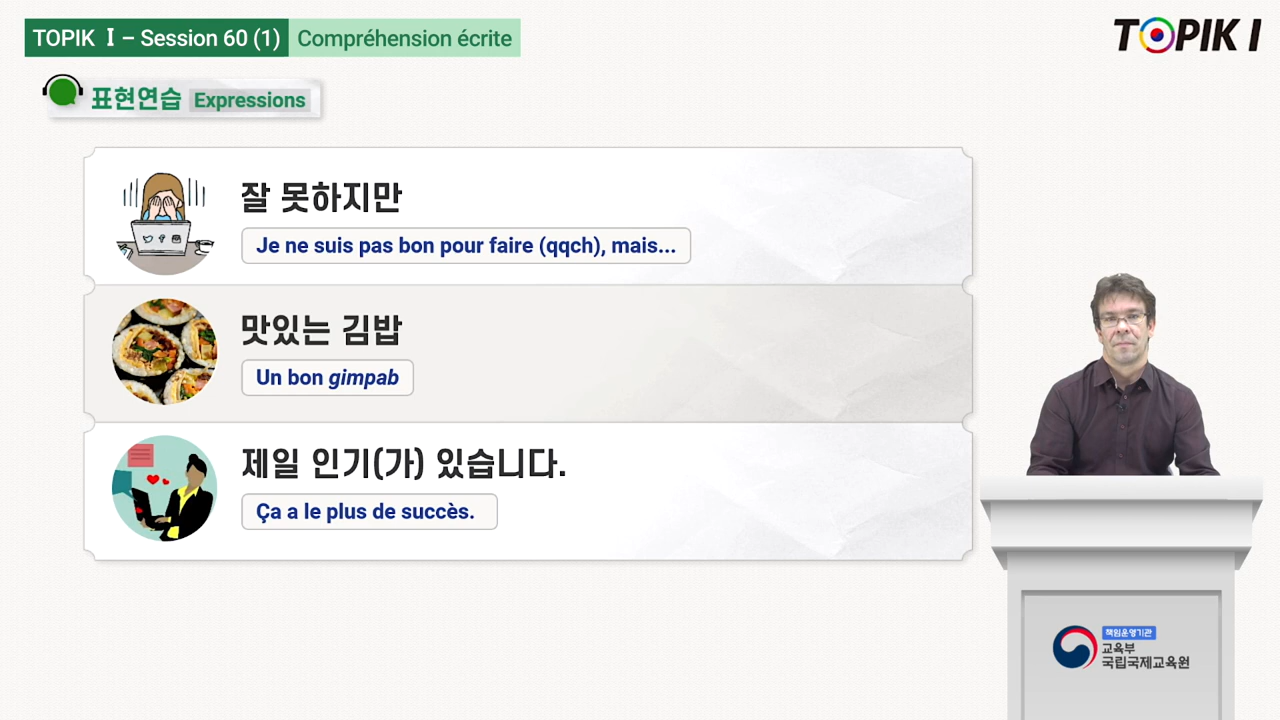 TOPIK Ⅰ – Session 60 (1) Compréhension écrite
TOPIK I
표현연습 Expressions
잘 못하지만
Je ne suis pas bon pour faire (qqch), mais...
맛있는 김밥
Un bon gimpab
제일 인기(가) 있습니다.
Ça a le plus de succès.
책임운영기관
교육부
국립국제교육원